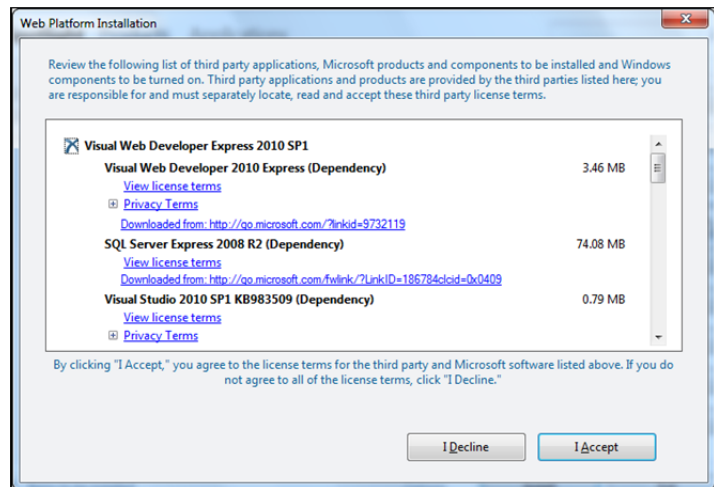 Web Platform Installation
Review the following list of third party applications, Microsoft products and components to be installed and Windows
components to be turned on. Third party applications and products are provided by the third parties listed here; you
are responsible for and must separately locate, read and accept these third party license terms.
Visual Web Developer Express 2010 SP1
Visual Web Developer 2010 Express (Dependency) 3.46 MB
View license terms
Privacy Terms
Downloaded from: http://go.microsoft.com/?linkid=9732119
SQL Server Express 2008 R2 (Dependency) 74.08 MB
View license terms
Downloaded from: http://go.microsoft.com/fwlink/?LinkID=186784clcid=0x0409
Visual Studio 2010 SP1 KB983509 (Dependency) 0.79 MB
View license terms
Privacy Terms
By clicking "I Accept," you agree to the license terms for the third party and Microsoft software listed above. If you do
not agree to all of the license terms, click "I Decline."
I Decline I Accept